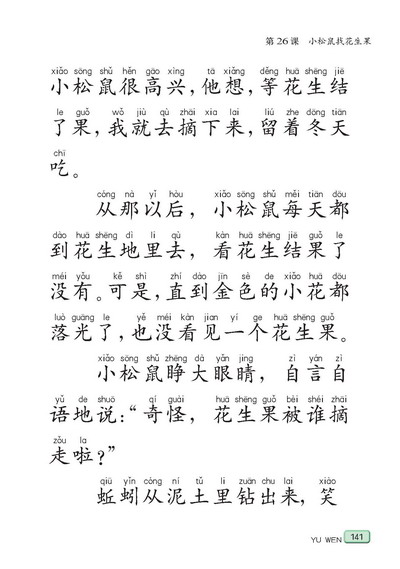 第26课 小松鼠找花生果
xiǎo sōng shǔ hěn gāo xìng tā xiǎng děng huā shēng jiē
小松鼠很高兴，他想，等花生结
le guǒ wǒ jiù qù zhāi xia lai liú zhe dōng tiān
了果，我就去摘下来，留着冬天
chī
吃。
cóng nà yǐ hòu xiǎo sōng shǔ měi tiān dōu
从那以后，小松鼠每天都
dào huā shēng dì li qù kàn huā shēng jiē guǒ le
到花生地里去，看花生结果了
méi yǒu kě shì zhí dào jīn sè de xiǎo huā dōu
没有。可是，直到金色的小花都
luò guāng le yě méi kàn jian yí ge huā shēng guǒ
落光了，也没看见一个花生果。
xiǎo sōng shǔ zhēng dà yǎn jing zì yán zì
小松鼠睁大眼睛，自言自
yǔ de shuō qí guài huā shēng guǒ bèi shéi zhāi
语地说：“奇怪，花生果被谁摘
zǒu la
走啦？”
qiū yǐn cóng ní tǔ li zuān chu lai xiào
蚯蚓从泥土里钻出来，笑
YU WEN 141